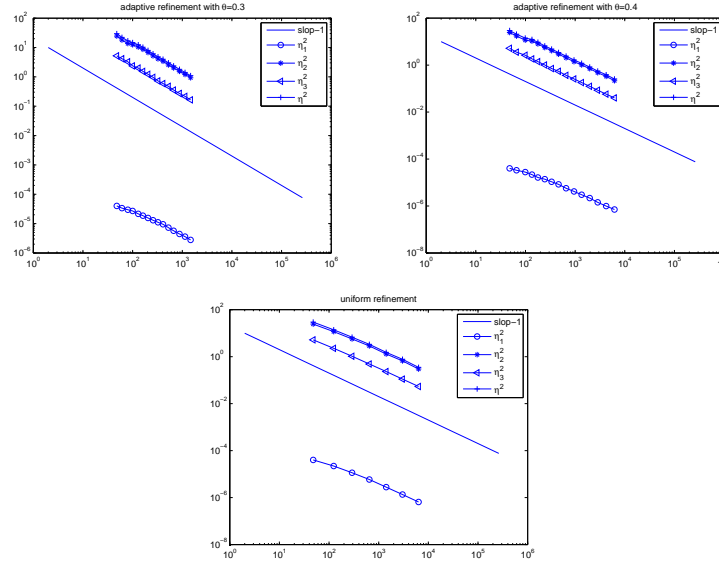 adaptive refinement with θ=0.3
10^2
10^1
10^0
10^-1
10^-2
10^-3
10^-4
10^-5
10^-6
10^0
10^1
10^2
10^3
10^4
10^5
10^6
slop-1
η_1^2
η_2^2
η_3^2
η^2
adaptive refinement with θ=0.4
10^2
10^0
10^-2
10^-4
10^-6
10^-8
10^0
10^1
10^2
10^3
10^4
10^5
10^6
slop-1
η_1^2
η_2^2
η_3^2
η^2
uniform refinement
10^2
10^0
10^-2
10^-4
10^-6
10^-8
10^0
10^1
10^2
10^3
10^4
10^5
10^6
slop-1
η_1^2
η_2^2
η_3^2
η^2